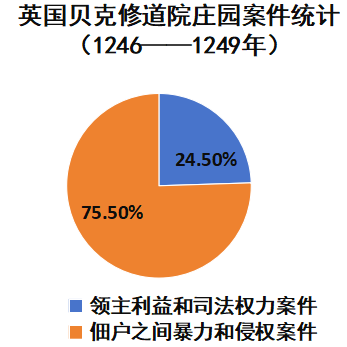 英国贝克修道院庄园案件统计
（1246——1249年）
24.50%
75.50%
领主利益和司法权力案件
佃户之间暴力和侵权案件